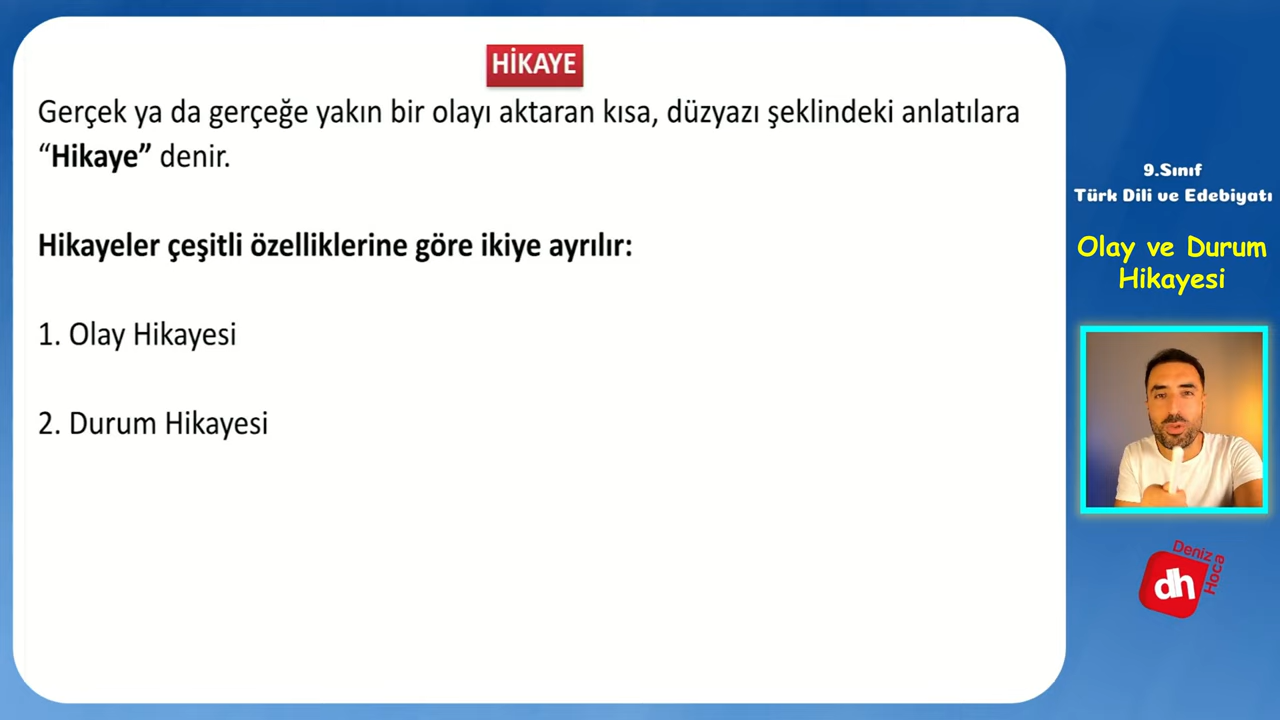 HİKAYE
Gerçek ya da gerçeğe yakın bir olayı aktaran kısa, düzyazı şeklindeki anlatılara
“Hikaye” denir.
Hikayeler çeşitli özelliklerine göre ikiye ayrılır:
1. Olay Hikayesi
2. Durum Hikayesi
9.Sınıf
Türk Dili ve Edebiyatı
Olay ve Durum
Hikayesi
Deniz
Hoca
dh